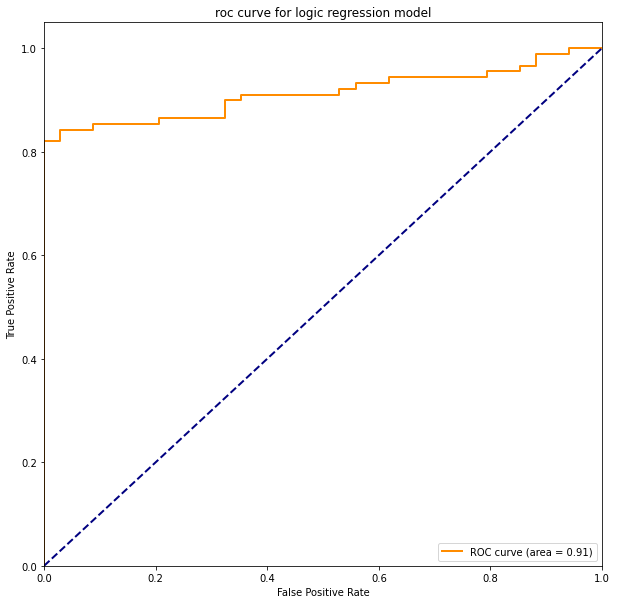 roc curve for logic regression model
True Positive Rate
1.0
0.8
0.6
0.4
0.2
0.0
0.0 0.2 0.4 0.6 0.8 1.0
False Positive Rate
ROC curve (area = 0.91)